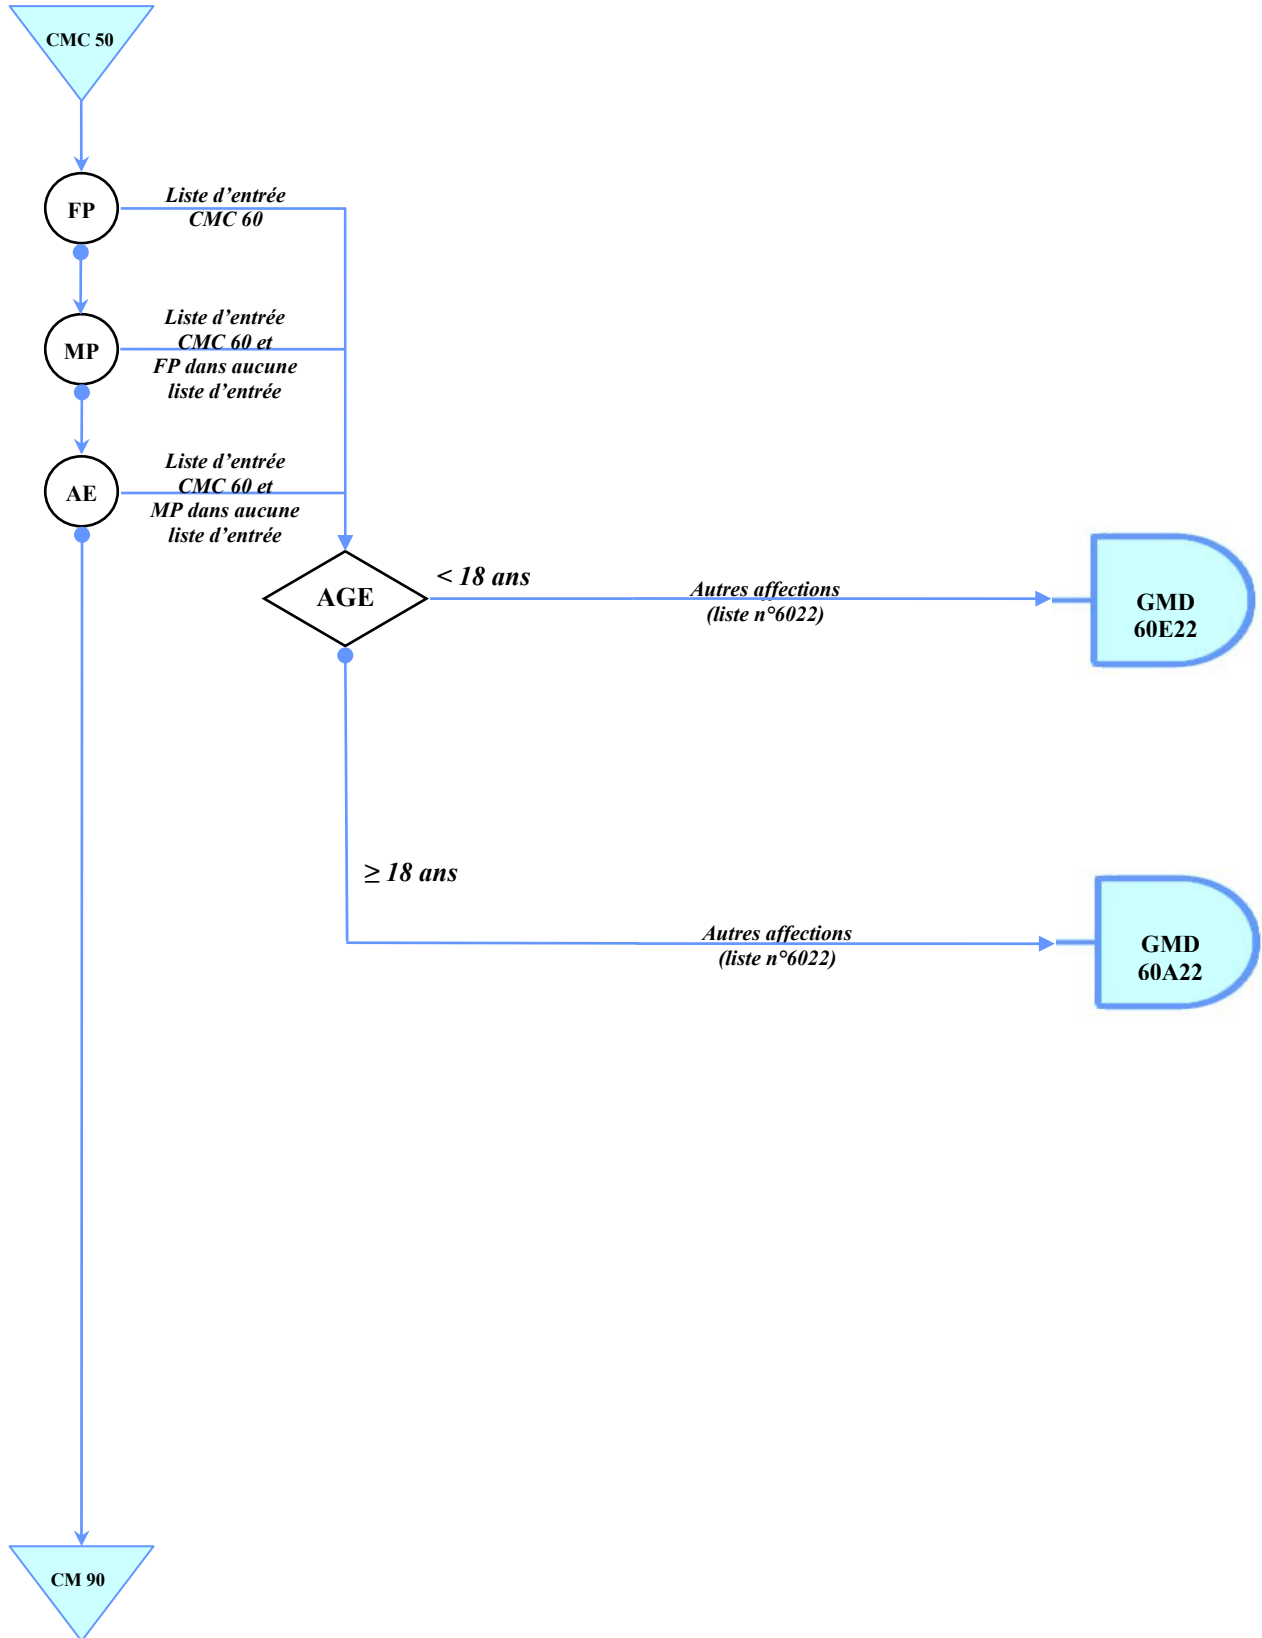 CMC 50
FP
Liste d’entrée
CMC 60
MP
Liste d’entrée
CMC 60 et
FP dans aucune
liste d’entrée
AE
Liste d’entrée
CMC 60 et
MP dans aucune
liste d’entrée
AGE
< 18 ans
Autres affections
(liste n°6022)
GMD
60E22
≥ 18 ans
Autres affections
(liste n°6022)
GMD
60A22
CM 90